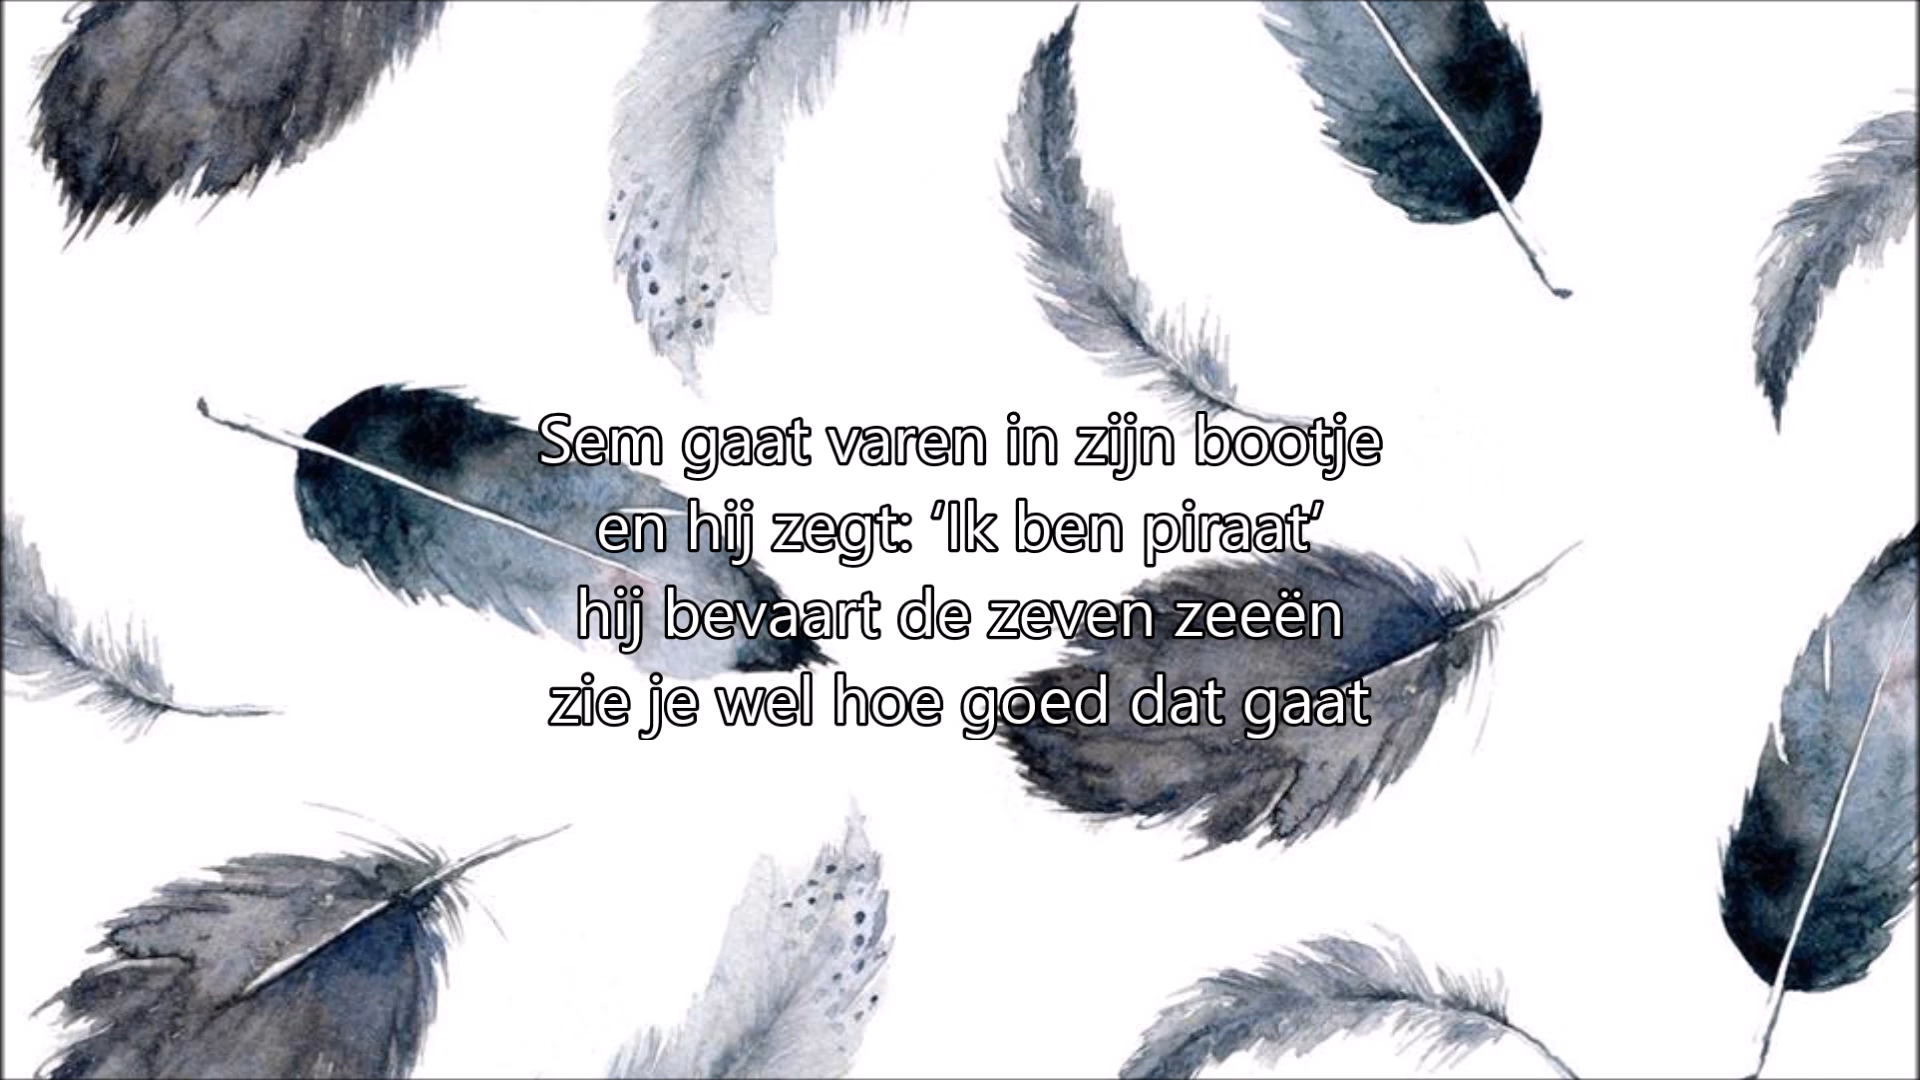 Sem gaat varen in zijn bootje
en hij zegt: ‘Ik ben piraat’
hij bevaart de zeven zeeën
zie je wel hoe goed dat gaat